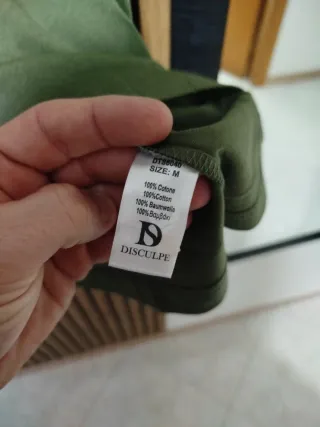 SIZE: M
100% Cotone
100%Cotton
100% Baumwolle
100%Βαμβάκι
DISCULPE